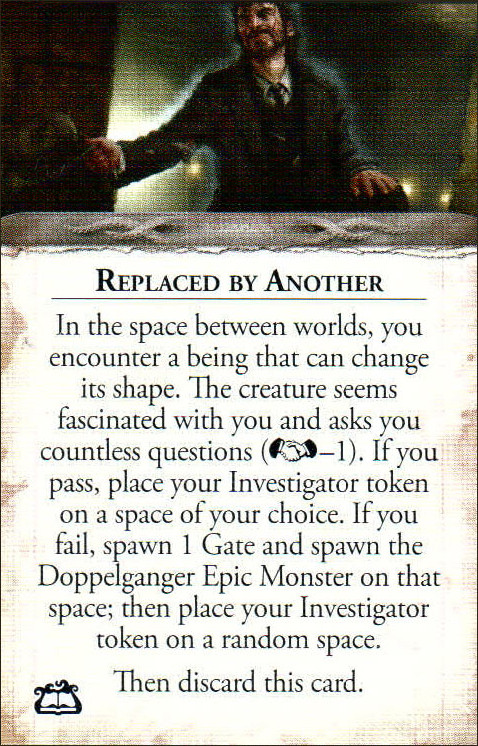 Replaced by Another
In the space between worlds, you
encounter a being that can change
its shape. The creature seems
fascinated with you and asks you
countless questions (–1). If you
pass, place your Investigator token
on a space of your choice. If you
fail, spawn 1 Gate and spawn the
Doppelganger Epic Monster on that
space; then place your Investigator
token on a random space.
Then discard this card.